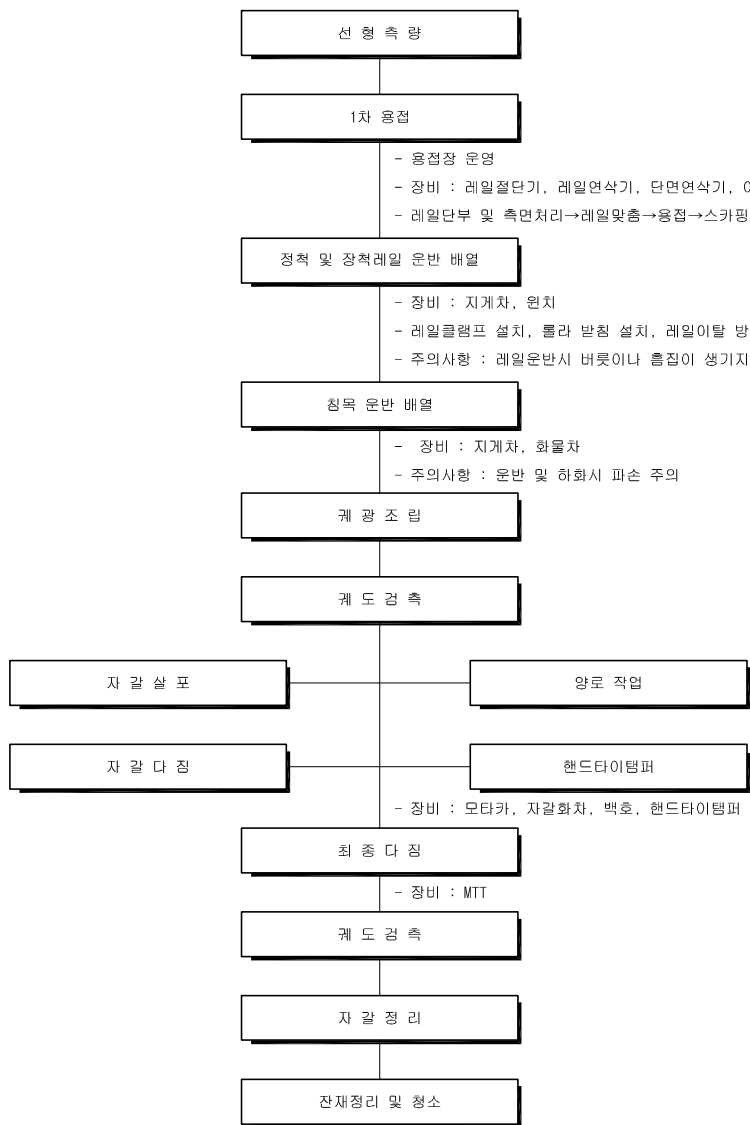 선 형 측 량
1차 용접
- 용접장 운영
- 장비 : 레일절단기, 레일연삭기, 단면연삭기,
- 레일단부 및 측면처리→레일맞춤→용접→스카핑
정척 및 장척레일 운반 배열
- 장비 : 지게차, 윈치
- 레일클램프 설치, 롤라 받침 설치, 레일이탈 방
- 주의사항 : 레일운반시 버릇이나 흠집이 생기지
침목 운반 배열
- 장비 : 지게차, 화물차
- 주의사항 : 운반 및 하화시 파손 주의
궤 광 조 립
궤 도 검 측
자 갈 살 포
양로 작업
자 갈 다 짐
핸드타이탬퍼
- 장비 : 모타카, 자갈화차, 백호, 핸드타이탬퍼
최 종 다 짐
- 장비 : MTT
궤 도 검 측
자 갈 정 리
잔재정리 및 청소